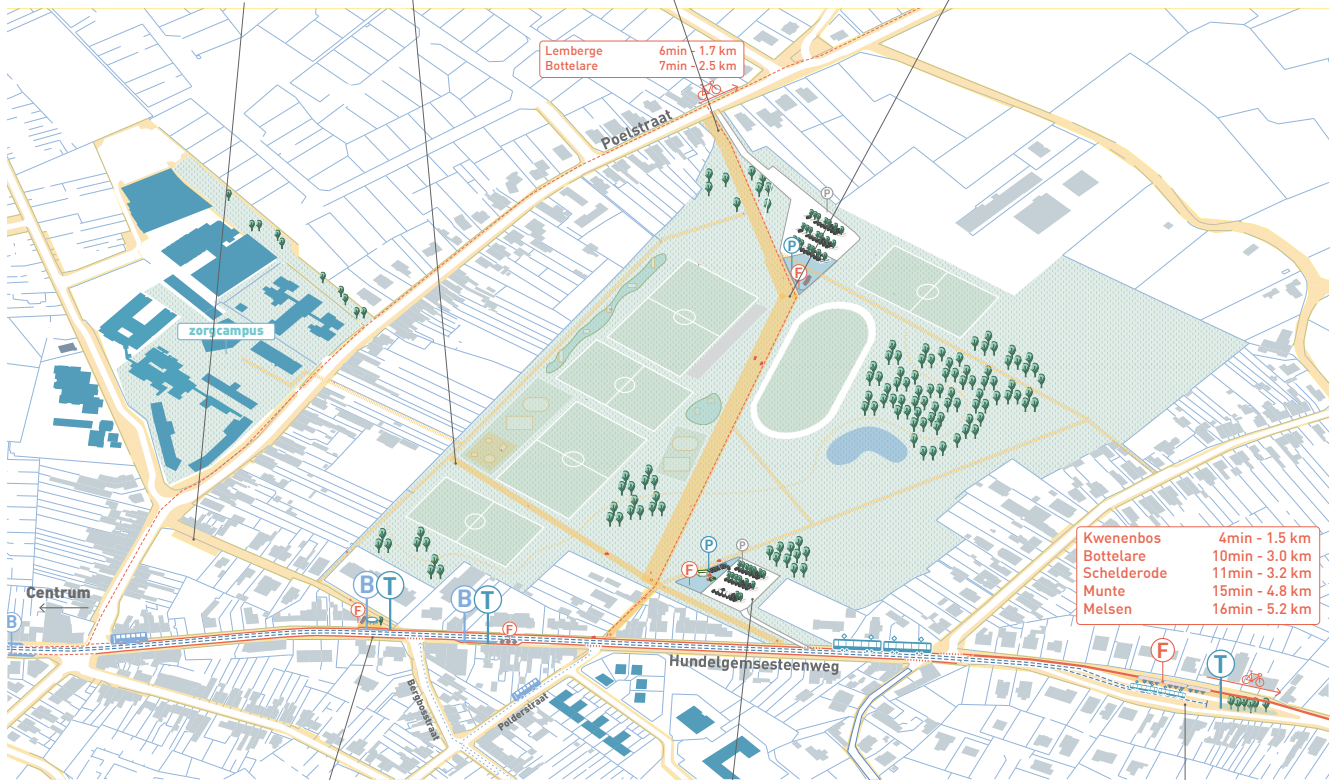 Lemberge 6min - 1.7 km
Bottelare 7min - 2.5 km
Poelstraat
P
P
F
zorgcampus
Kwenenbos 4min - 1.5 km
Bottelare 10min - 3.0 km
Schelderode 11min - 3.2 km
Munte 15min - 4.8 km
Melsen 16min - 5.2 km
P
P
F
Centrum
B
B T
F
B T
F
Hundelgemsesteenweg
F
T
Bergbosstraat
Polderstraat